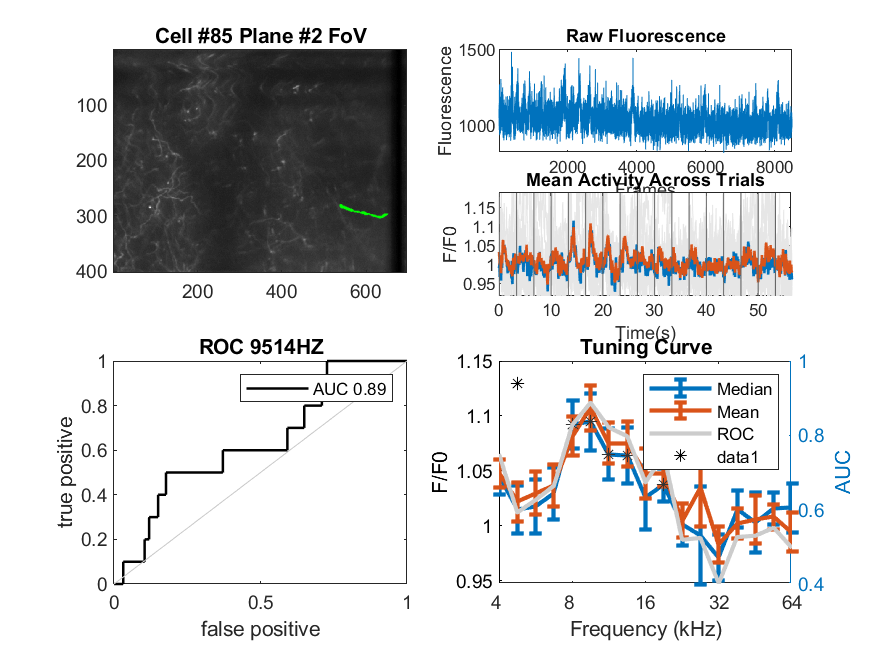 Cell #85 Plane #2 FoV
100
200
300
400
200
400
600
Raw Fluorescence
Fluorescence
1500
1000
2000
4000
6000
8000
Frames
Mean Activity Across Trials
F/F0
1.15
1.1
1.05
1
0.95
0
10
20
30
40
50
Time(s)
ROC 9514HZ
AUC 0.89
true positive
1
0.8
0.6
0.4
0.2
0
0
0.5
1
false positive
Tuning Curve
Median
Mean
ROC
data1
F/F0
1.15
1.1
1.05
1
0.95
4
8
16
32
64
Frequency (kHz)
1
0.8
0.6
0.4
AUC